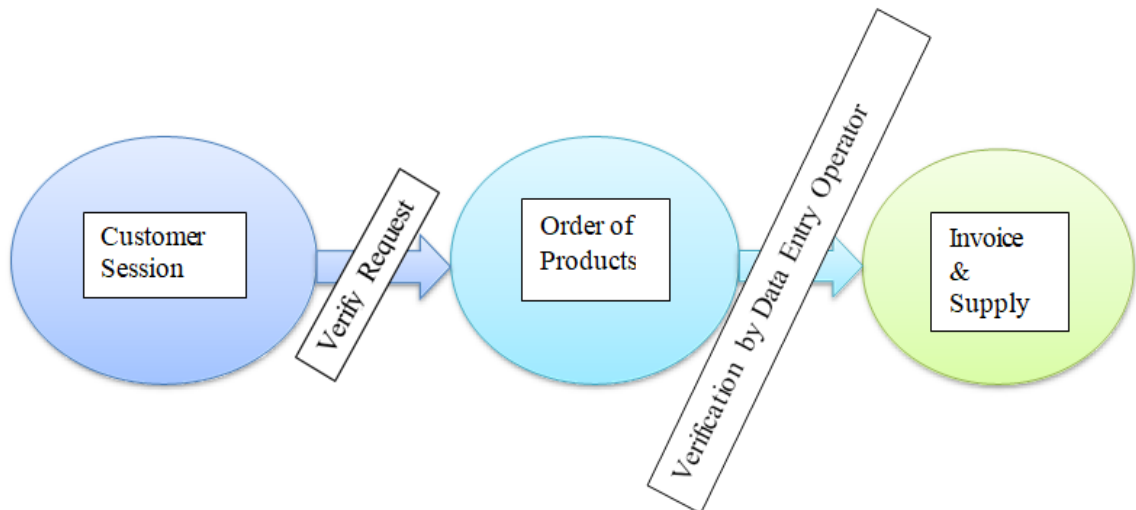 Customer
Session
Verify Request
Order of
Products
Verification by Data Entry Operator
Invoice
&
Supply